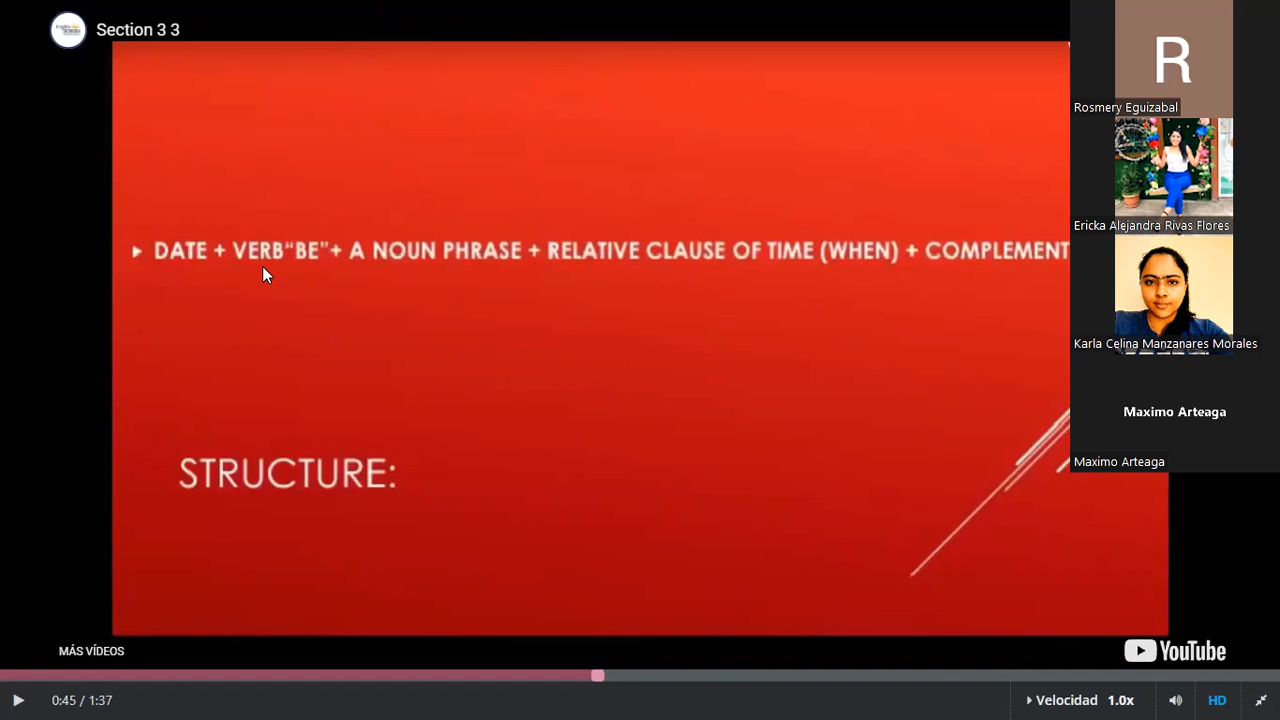 Section 3 3
DATE + VERB“BE”+ A NOUN PHRASE + RELATIVE CLAUSE OF TIME (WHEN) + COMPLEMENT
STRUCTURE:
R
Rosmery Eguizabal
Ericka Alejandra Rivas Flores
Karla Celina Manzanares Morales
Maximo Arteaga
Maximo Arteaga
MÁS VÍDEOS
YouTube
0:45 / 1:37
Velocidad 1.0x
HD